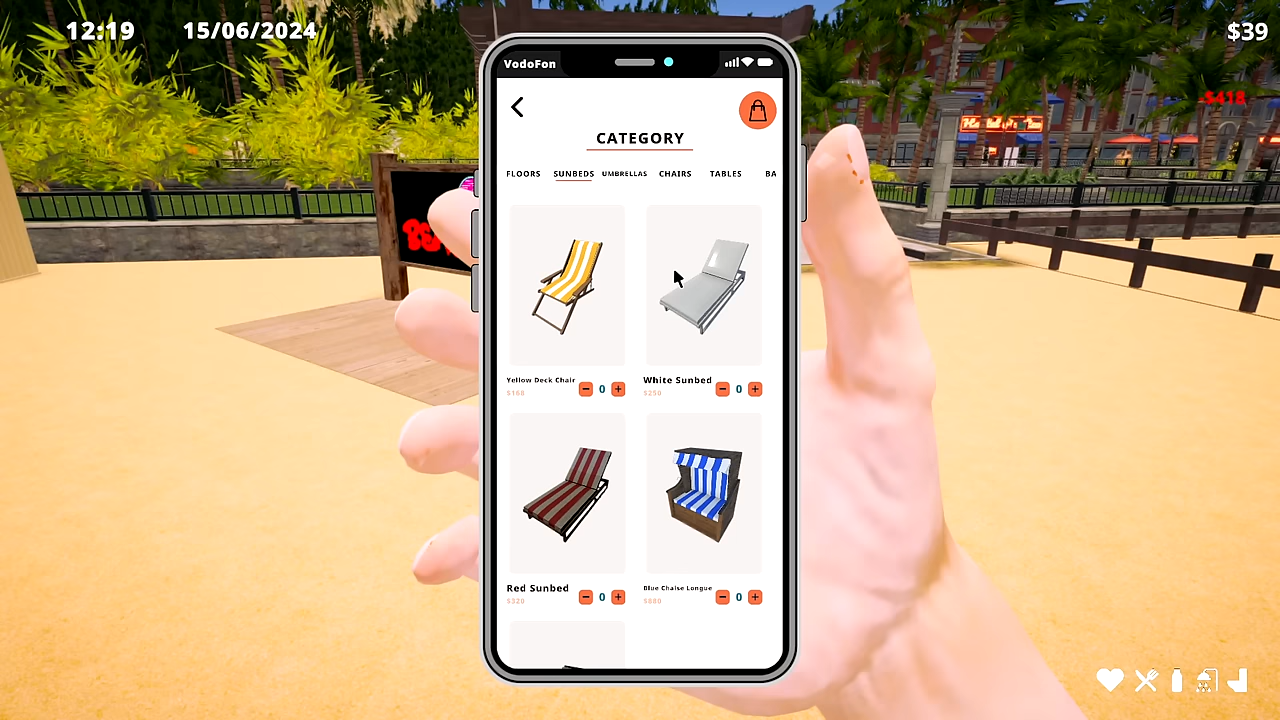 12:19
15/06/2024
$39
VodoFon
-$418
CATEGORY
FLOORS
SUNBEDS
UMBRELLAS
CHAIRS
TABLES
BA
Yellow Deck Chair
$168
0
White Sunbed
$250
0
Red Sunbed
$320
0
Blue Chaise Longue
$880
0